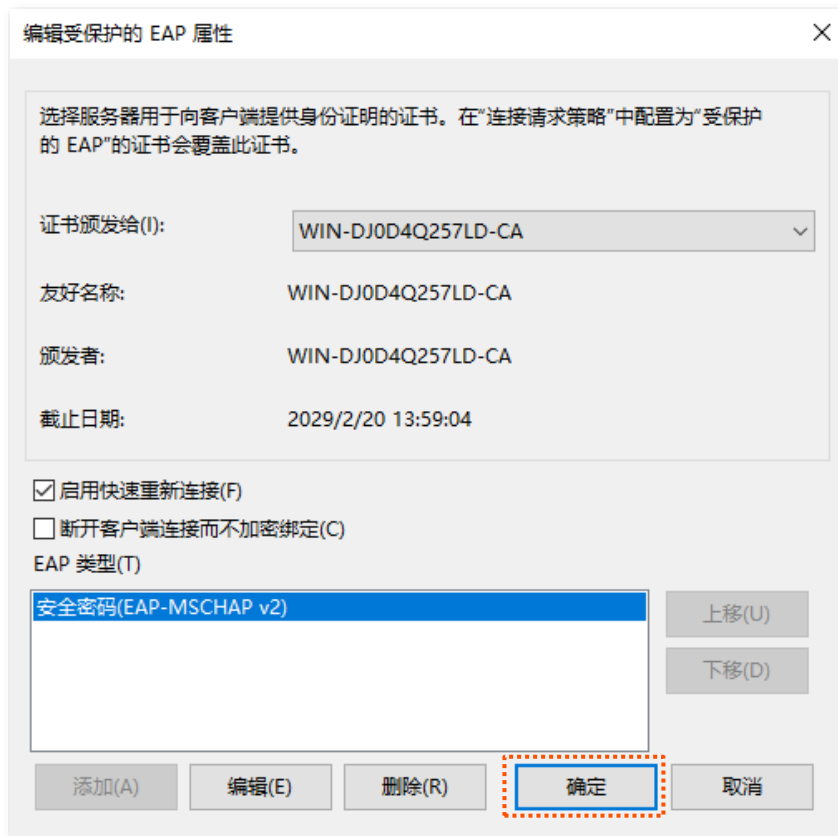 编辑受保护的 EAP 属性
选择服务器用于向客户端提供身份证明的证书。在“连接请求策略”中配置为“受保护
的 EAP”的证书会覆盖此证书。
证书颁发给(I):
WIN-DJ0D4Q257LD-CA
友好名称:
WIN-DJ0D4Q257LD-CA
颁发者:
WIN-DJ0D4Q257LD-CA
截止日期:
2029/2/20 13:59:04
启用快速重新连接(F)
断开客户端连接而不加密绑定(C)
EAP 类型(T)
安全密码(EAP-MSCHAP v2)
上移(U)
下移(D)
添加(A)
编辑(E)
删除(R)
确定
取消